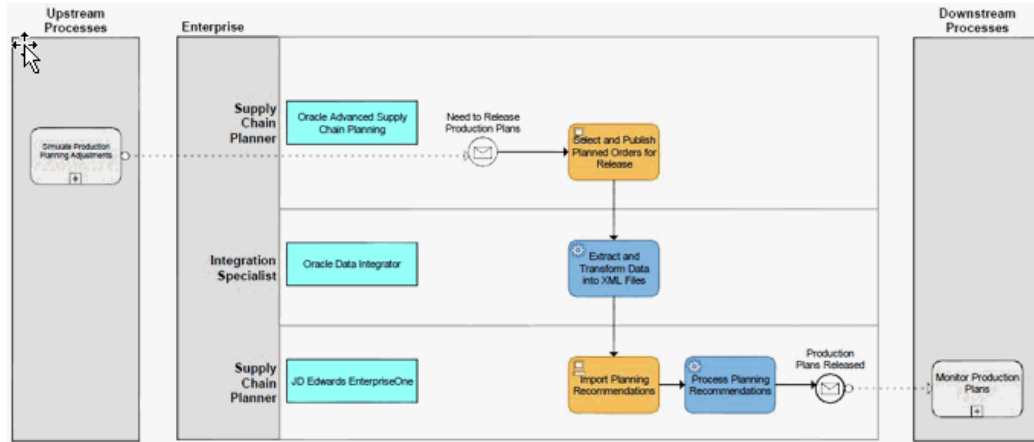 Upstream
Processes
Enterprise
Downstream
Processes
Supply
Chain
Planner
Oracle Advanced Supply
Chain Planning
Need to Release
Production Plans
Select and Publish
Planned Orders for
Release
Simulate Production
Planning Adjustments
Integration
Specialist
Oracle Data Integrator
Extract and
Transform Data
into XML Files
Supply
Chain
Planner
JD Edwards EnterpriseOne
Import Planning
Recommendations
Process Planning
Recommendations
Production
Plans Released
Monitor Production
Plans